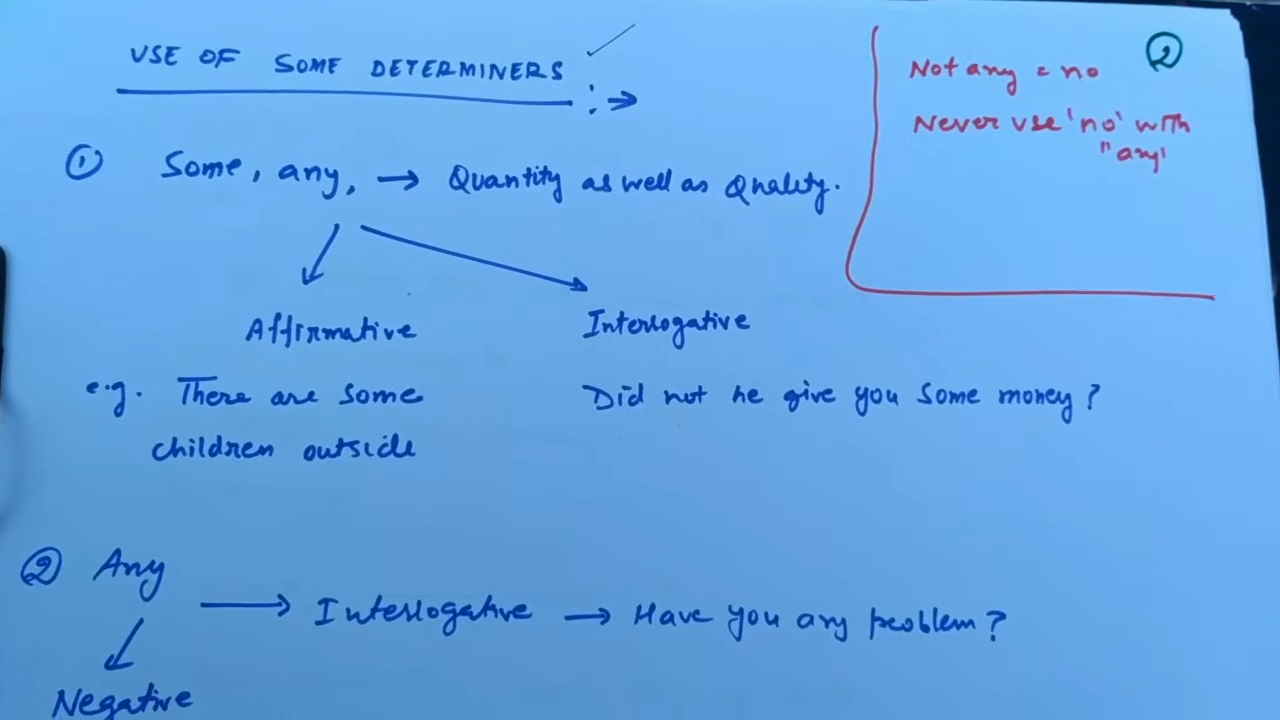 USE OF SOME DETERMINERS :→
① Some, any, → Quantity as well as Quality.
Affirmative
Interrogative
e.g. There are some
children outside
Did not he give you some money?
② Any → Interrogative → Have you any problem?
Negative
②
Not any = no
Never use 'no' with
"any'